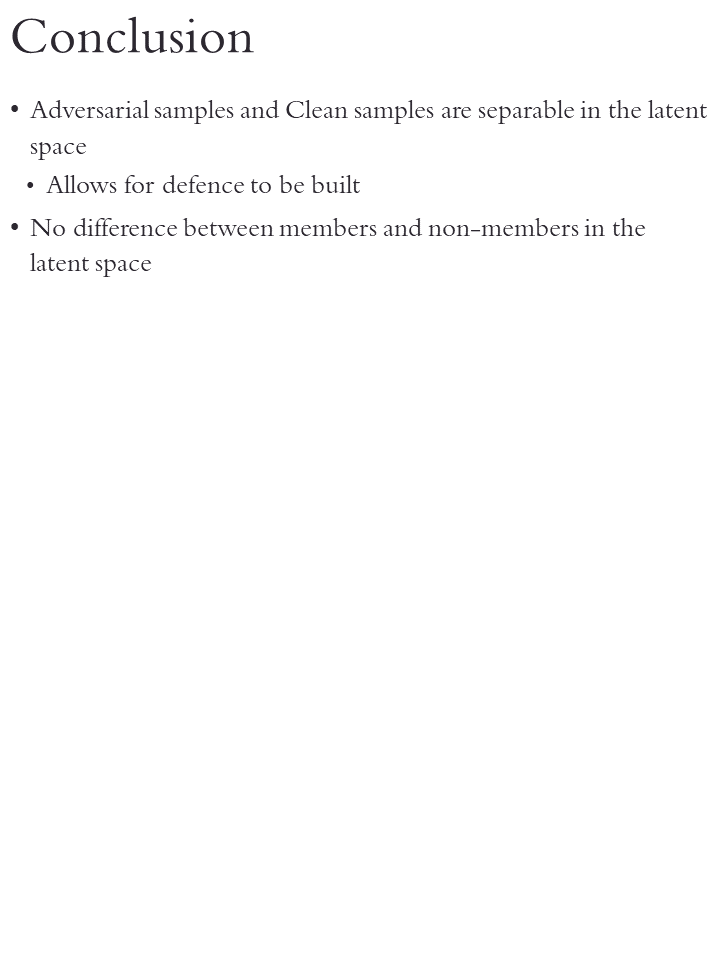 Conclusion
• Adversarial samples and Clean samples are separable in the latent
space
• Allows for defence to be built
• No difference between members and non-members in the
latent space